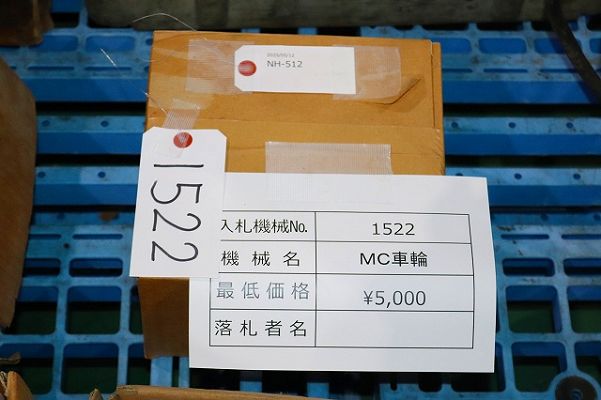 NH-512
1522
入札機械No. 1522
機械名 MC車輪
最低価格 ¥5,000
落札者名